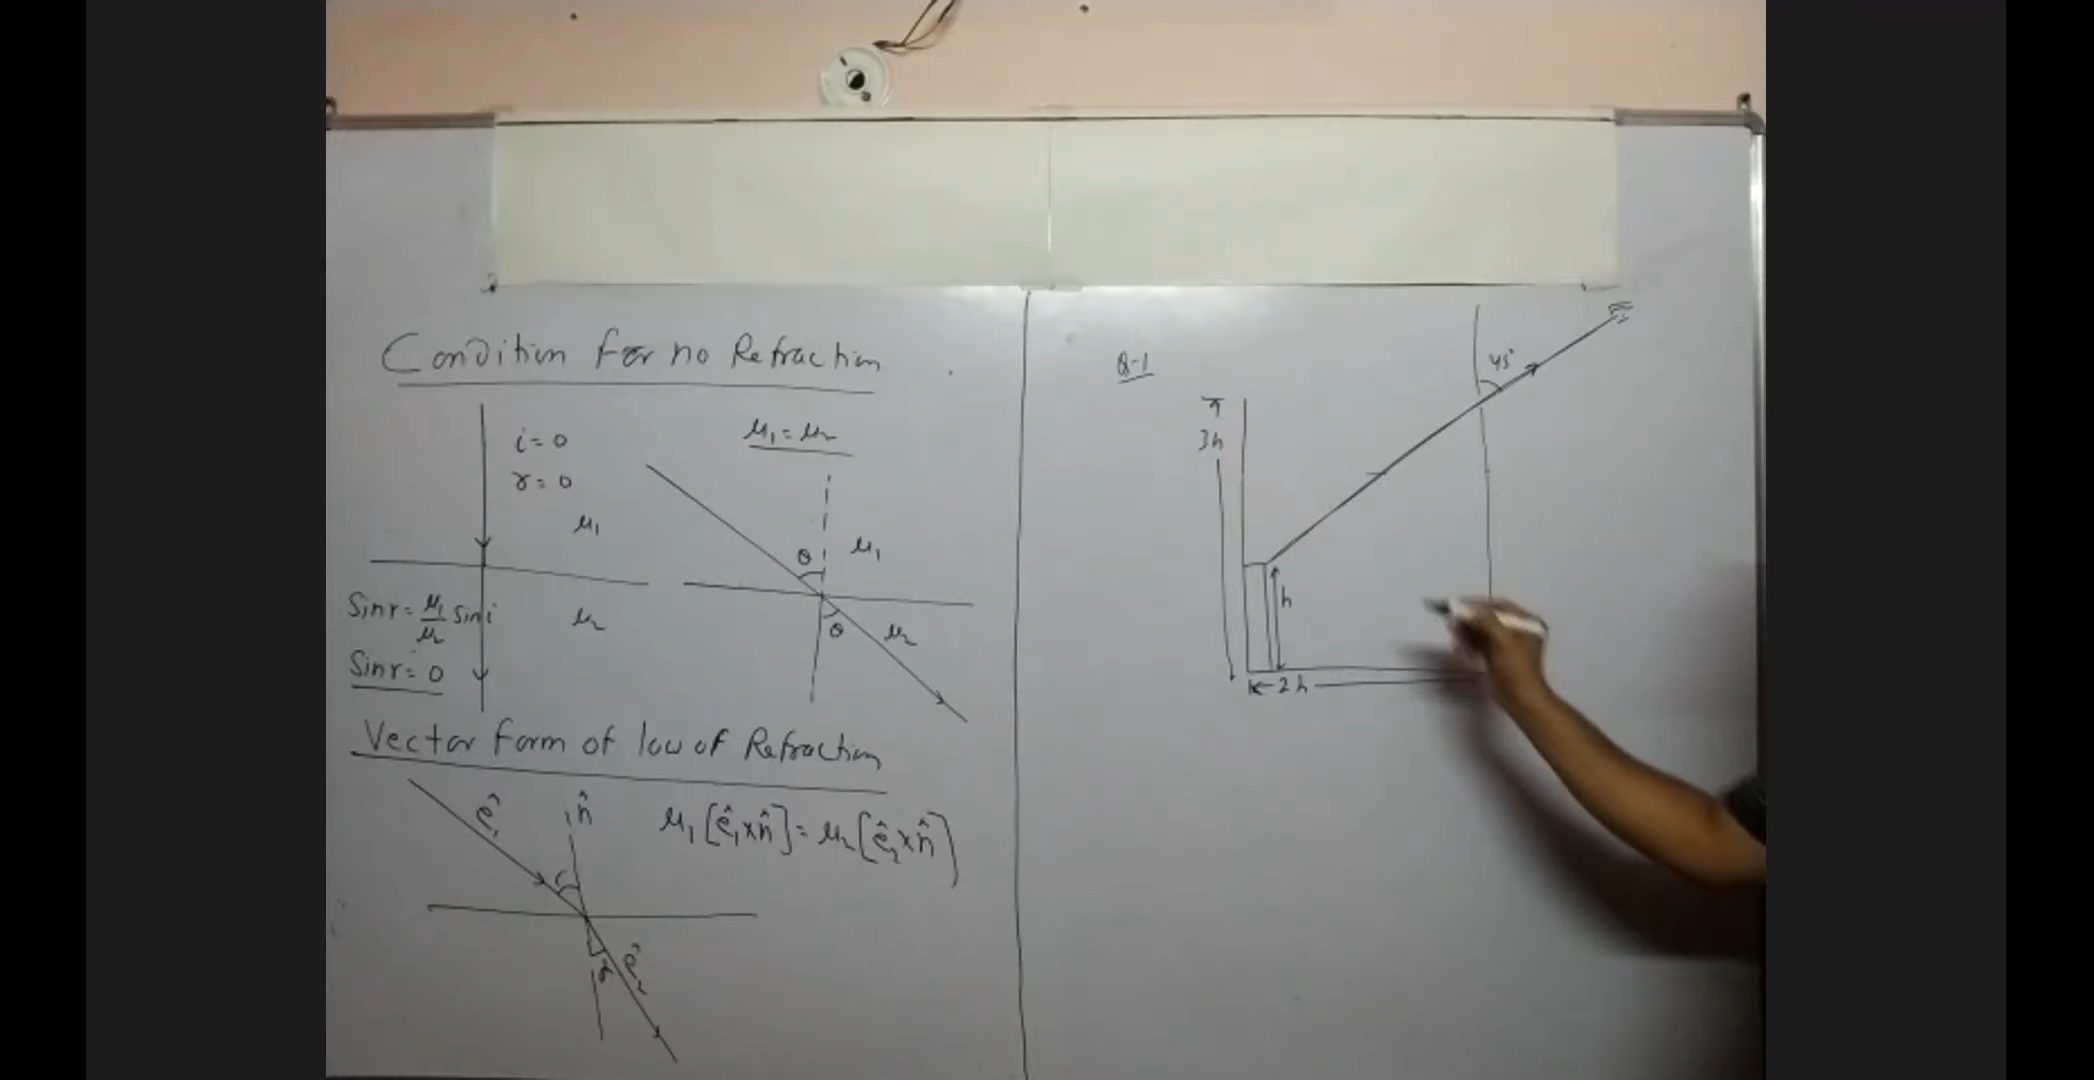 Condition for no Refraction
i=0
r=0
μ₁
μ₂
Sinr=μ₁/μ₂ sini
Sinr=0
μ₁=μ₂
θ
μ₁
θ
μ₂
Vector form of low of Refraction
ê₁
n̂
μ₁[ê₁×n̂]=μ₂[ê₂×n̂]
i
r
ê₂
Q-1
45°
3h
h
2h